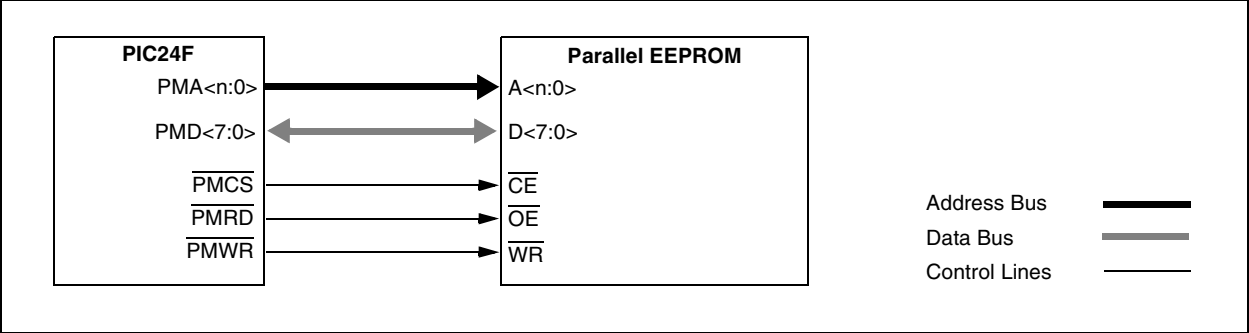 PIC24F
PMA<n:0>
PMD<7:0>
PMCS
PMRD
PMWR
Parallel EEPROM
A<n:0>
D<7:0>
CE
OE
WR
Address Bus
Data Bus
Control Lines